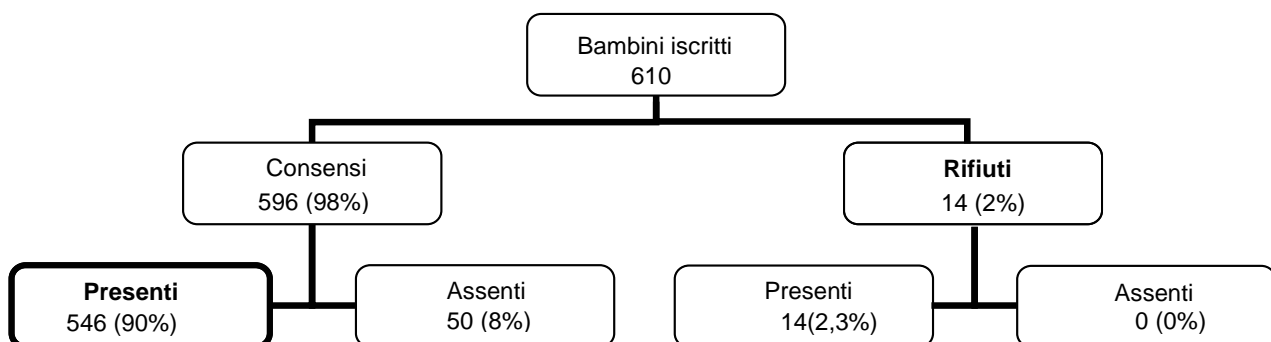 Bambini iscritti
610
Consensi
596 (98%)
Rifiuti
14 (2%)
Presenti
546 (90%)
Assenti
50 (8%)
Presenti
14(2,3%)
Assenti
0 (0%)